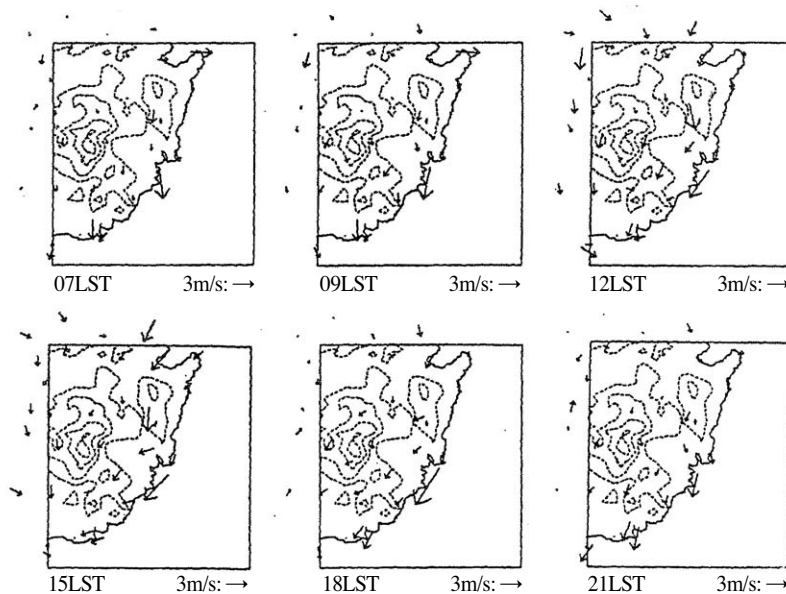 07LST 3m/s: →
09LST 3m/s: →
12LST 3m/s: →
15LST 3m/s: →
18LST 3m/s: →
21LST 3m/s: →